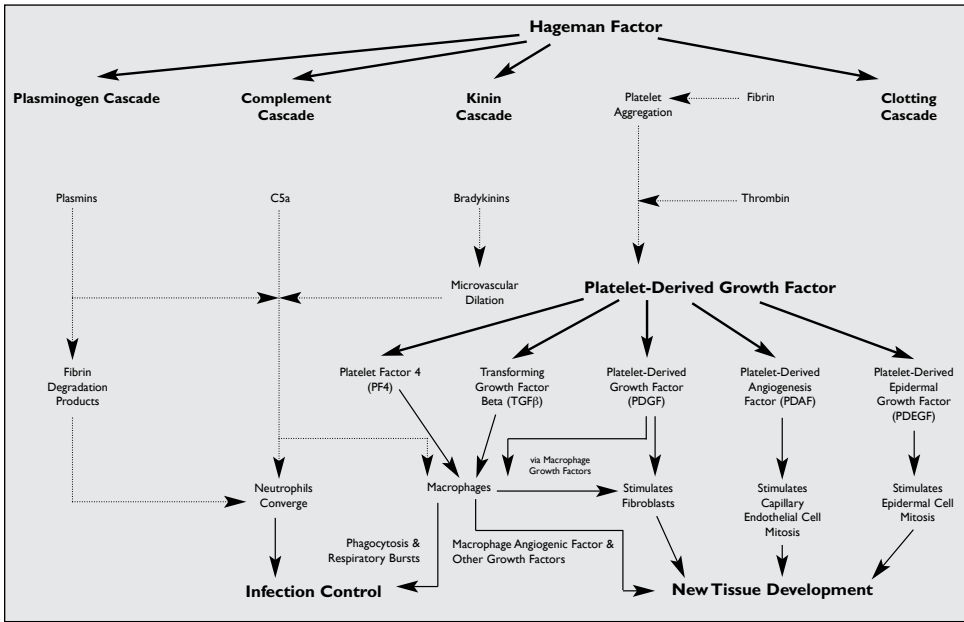 Hageman Factor
Plasminogen Cascade
Complement
Cascade
Kinin
Cascade
Platelet
Aggregation
Fibrin
Clotting
Cascade
Plasmins
C5a
Bradykinins
Thrombin
Microvascular
Dilation
Platelet-Derived Growth Factor
Fibrin
Degradation
Products
Platelet Factor 4
(PF4)
Transforming
Growth Factor
Beta (TGFβ)
Platelet-Derived
Growth Factor
(PDGF)
Platelet-Derived
Angiogenesis
Factor (PDAF)
Platelet-Derived
Epidermal
Growth Factor
(PDEGF)
via Macrophage
Growth Factors
Neutrophils
Converge
Macrophages
Stimulates
Fibroblasts
Stimulates
Capillary
Endothelial Cell
Mitosis
Stimulates
Epidermal Cell
Mitosis
Phagocytosis &
Respiratory Bursts
Macrophage Angiogenic Factor &
Other Growth Factors
Infection Control
New Tissue Development